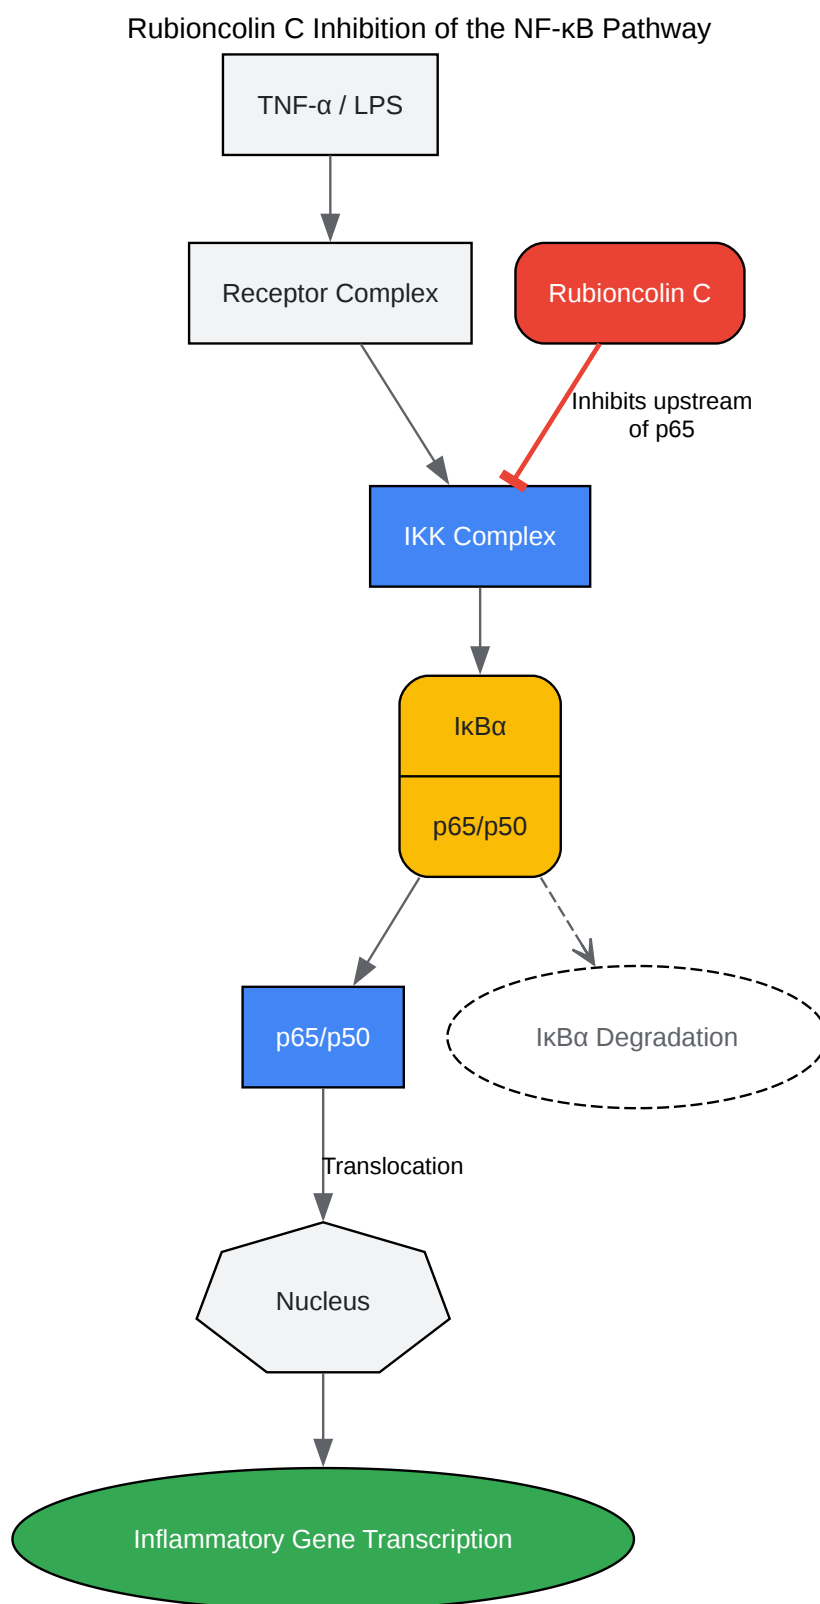 Rubioncolin C Inhibition of the NF-κB Pathway
TNF-α / LPS
Receptor Complex
Rubioncolin C
Inhibits upstream
of p65
IKK Complex
IκBα
p65/p50
p65/p50
IκBα Degradation
Translocation
Nucleus
Inflammatory Gene Transcription